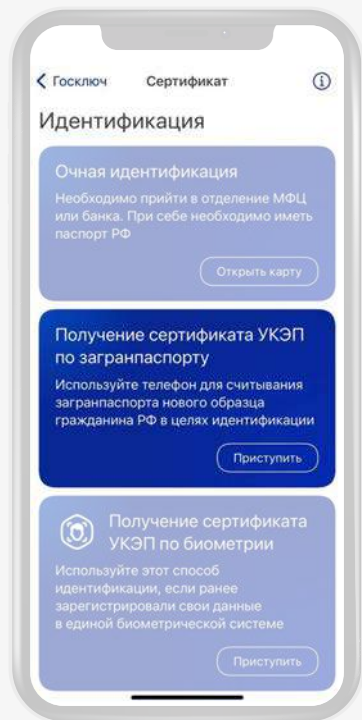 Госключ Сертификат
Идентификация
Очная идентификация
Необходимо прийти в отделение МФЦ
или банка. При себе необходимо иметь
паспорт РФ
Открыть карту
Получение сертификата УКЭП
по загранпаспорту
Используйте телефон для считывания
загранпаспорта нового образца
гражданина РФ в целях идентификации
Приступить
Получение сертификата
УКЭП по биометрии
Используйте этот способ
идентификации, если ранее
зарегистрировали свои данные
в единой биометрической системе
Приступить